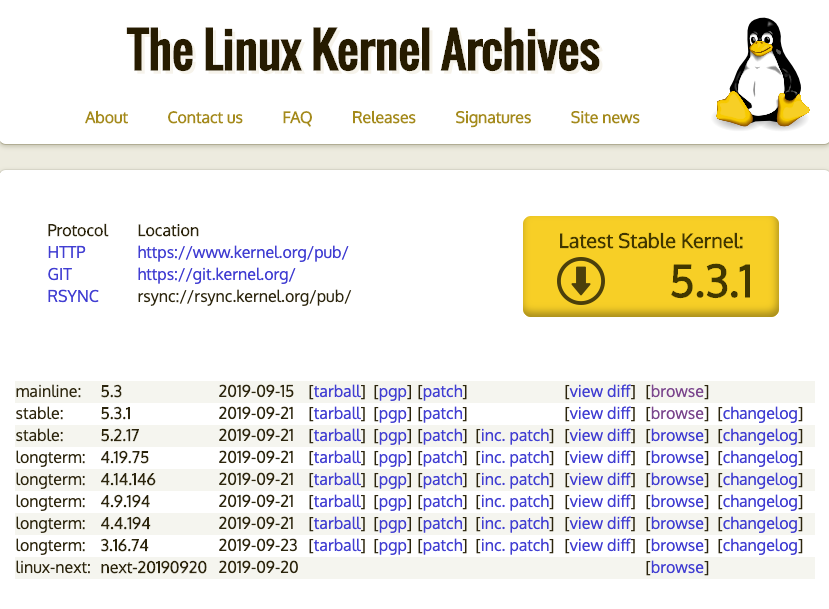 The Linux Kernel Archives
About Contact us FAQ Releases Signatures Site news
Protocol Location
HTTP https://www.kernel.org/pub/
GIT https://git.kernel.org/
RSYNC rsync://rsync.kernel.org/pub/
Latest Stable Kernel:
5.3.1
mainline: 5.3 2019-09-15 [tarball] [pgp] [patch] [view diff] [browse]
stable: 5.3.1 2019-09-21 [tarball] [pgp] [patch] [view diff] [browse] [changelog]
stable: 5.2.17 2019-09-21 [tarball] [pgp] [patch] [inc. patch] [view diff] [browse] [changelog]
longterm: 4.19.75 2019-09-21 [tarball] [pgp] [patch] [inc. patch] [view diff] [browse] [changelog]
longterm: 4.14.146 2019-09-21 [tarball] [pgp] [patch] [inc. patch] [view diff] [browse] [changelog]
longterm: 4.9.194 2019-09-21 [tarball] [pgp] [patch] [inc. patch] [view diff] [browse] [changelog]
longterm: 4.4.194 2019-09-21 [tarball] [pgp] [patch] [inc. patch] [view diff] [browse] [changelog]
longterm: 3.16.74 2019-09-23 [tarball] [pgp] [patch] [inc. patch] [view diff] [browse] [changelog]
linux-next: next-20190920 2019-09-20 [browse]